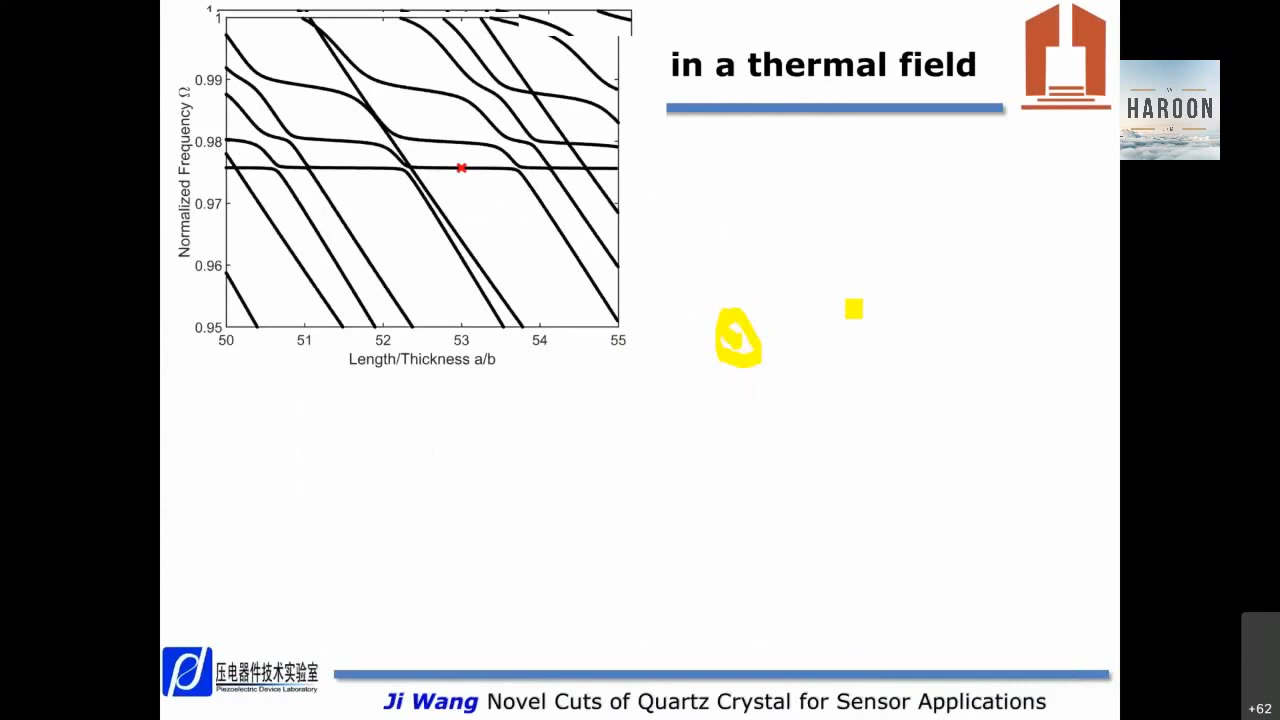 in a thermal field
HAROON
1
1
0.99
0.98
0.97
0.96
0.95
Normalized Frequency Ω
50 51 52 53 54 55
Length/Thickness a/b
压电器件技术实验室
Piezoelectric Device Laboratory
Ji Wang Novel Cuts of Quartz Crystal for Sensor Applications
+62